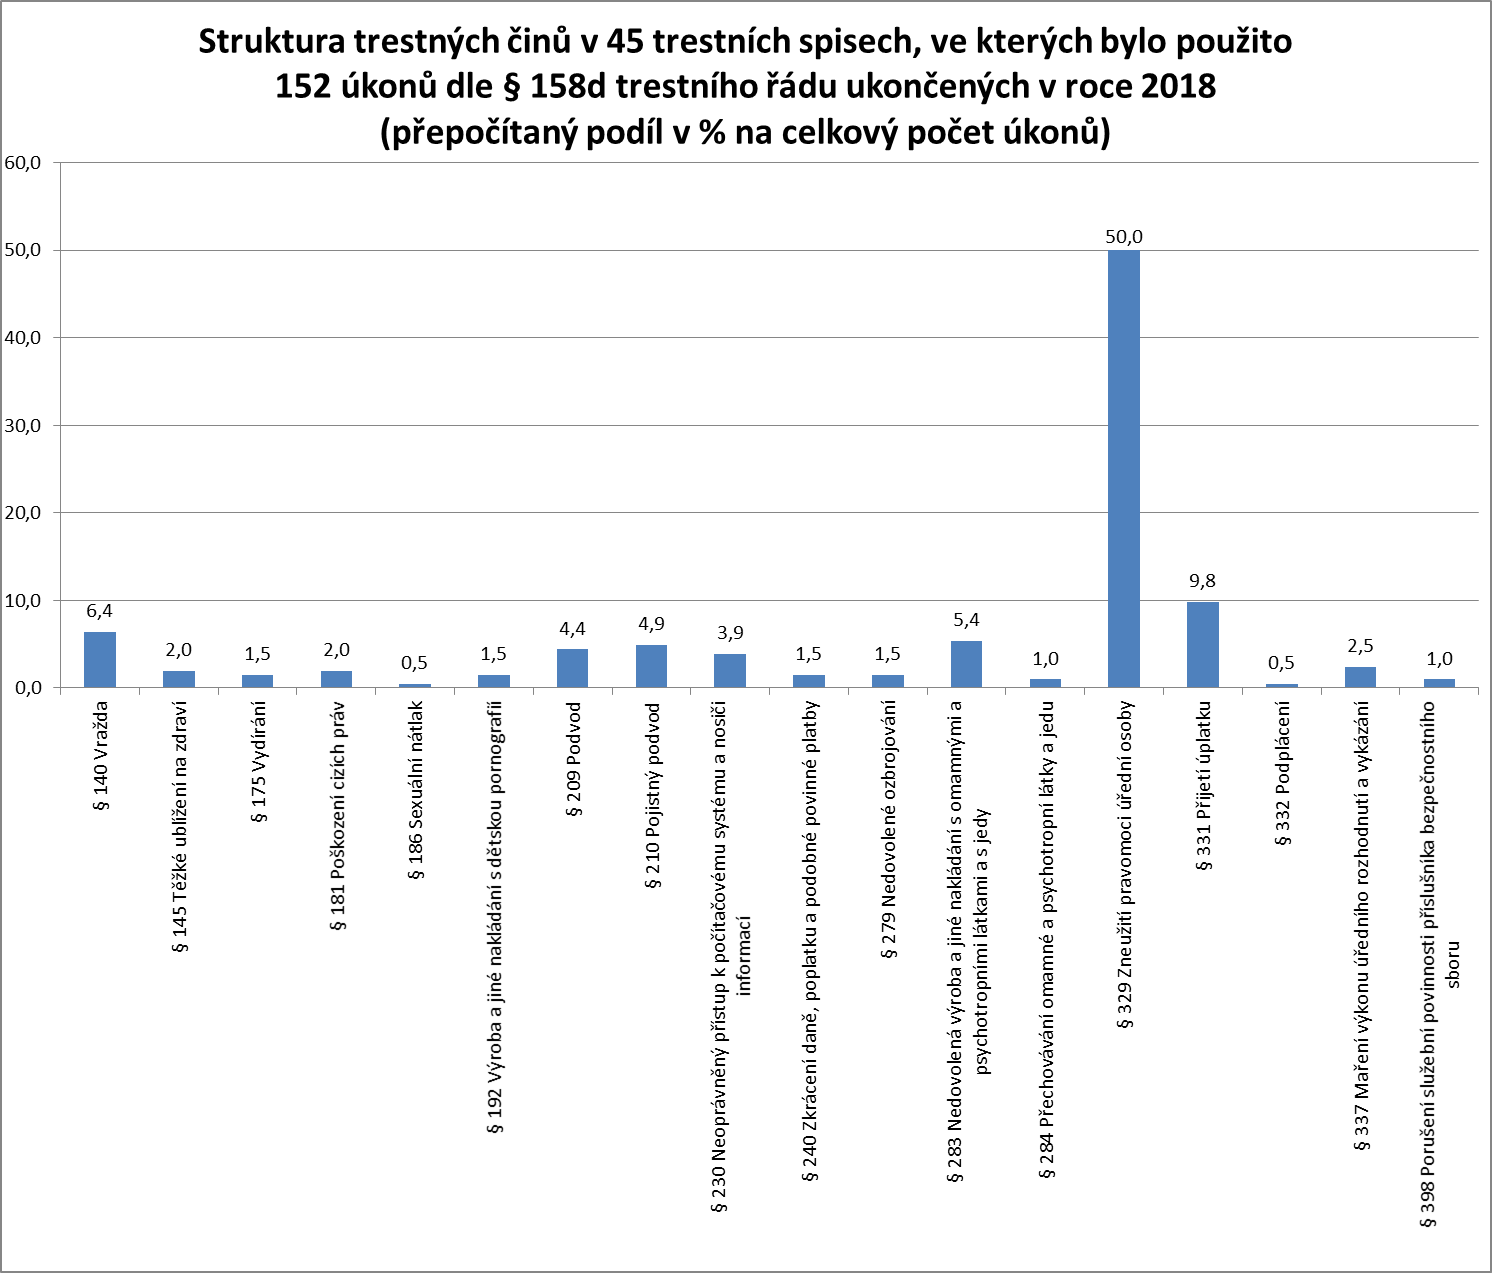 Struktura trestných činů v 45 trestních spisech, ve kterých bylo použito
152 úkonů dle § 158d trestního řádu ukončených v roce 2018
(přepočítaný podíl v % na celkový počet úkonů)
60,0
50,0
40,0
30,0
20,0
10,0
0,0
6,4
2,0
1,5
2,0
0,5
1,5
4,4
4,9
3,9
1,5
1,5
5,4
1,0
50,0
9,8
0,5
2,5
1,0
§ 140 Vražda
§ 145 Těžké ublížení na zdraví
§ 175 Vydírání
§ 181 Poškození cizích práv
§ 186 Sexuální nátlak
§ 192 Výroba a jiné nakládání s dětskou pornografií
§ 209 Podvod
§ 210 Pojistný podvod
§ 230 Neoprávněný přístup k počítačovému systému a nosiči
informací
§ 240 Zkrácení daně, poplatku a podobné povinné platby
§ 279 Nedovolené ozbrojování
§ 283 Nedovolená výroba a jiné nakládání s omamnými a
psychotropními látkami a s jedy
§ 284 Přechovávání omamné a psychotropní látky a jedu
§ 329 Zneužití pravomoci úřední osoby
§ 331 Přijetí úplatku
§ 332 Podplácení
§ 337 Maření výkonu úředního rozhodnutí a vykázání
§ 398 Porušení služební povinnosti příslušníka bezpečnostního
sboru